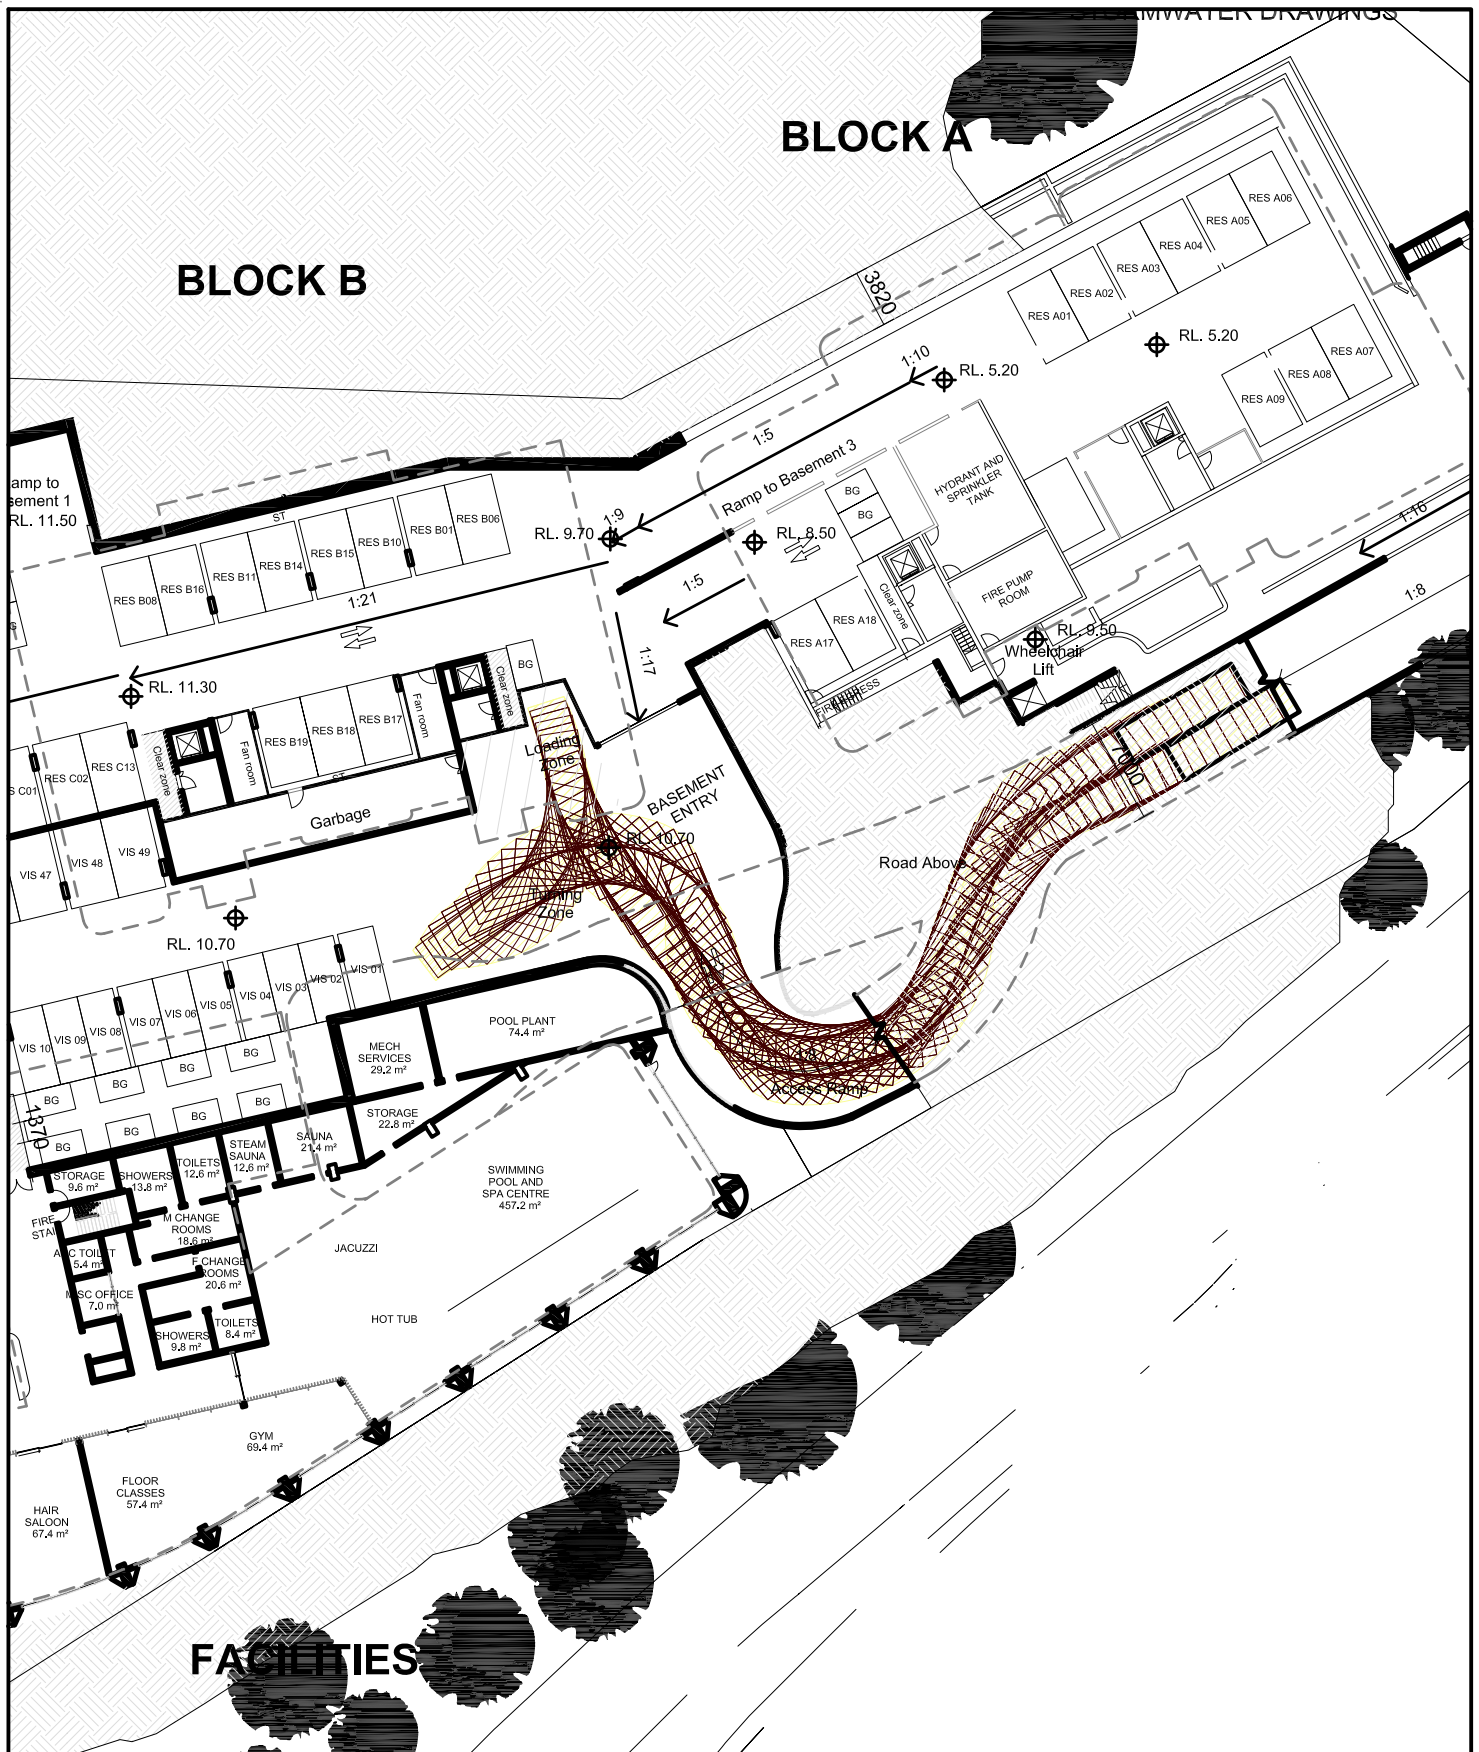 BLOCK A
BLOCK B
3820
RES A01
RES A02
RES A03
RES A04
RES A05
RES A06
RL. 5.20
1:10
RL. 5.20
RES A07
RES A08
RES A09
1:5
Ramp to Basement 3
HYDRANT AND
SPRINKLER
TANK
BG
BG
1:9
RL. 9.70
RL. 8.50
1:5
1:16
1:8
RL. 11.50
ST
RES B08
RES B16
RES B11
RES B14
RES B15
RES B10
RES B01
RES B06
1:21
Clear zone
FIRE PUMP
ROOM
RES A17
RES A18
RL. 9.50
Wheelchair
Lift
1:17
BG
Clear zone
RL. 11.30
Fan room
RES B19
RES B18
RES B17
Fan room
ST
Loading
Zone
BASEMENT
ENTRY
RES C02
RES C13
Clear zone
Garbage
7000
VIS 47
VIS 48
VIS 49
RL. 10.70
Road Above
Turning
Zone
RL. 10.70
VIS 10
VIS 09
VIS 08
VIS 07
VIS 06
VIS 05
VIS 04
VIS 03
VIS 02
VIS 01
POOL PLANT
74.4 m²
MECH
SERVICES
29.2 m²
1:8
Access Ramp
BG
BG
BG
BG
1370
BG
BG
BG
BG
STORAGE
22.8 m²
SAUNA
21.4 m²
STEAM
SAUNA
12.6 m²
TOILETS
12.6 m²
SHOWERS
13.8 m²
STORAGE
9.6 m²
SWIMMING
POOL AND
SPA CENTRE
457.2 m²
M CHANGE
ROOMS
18.6 m²
FIRE
5.4 m²
F CHANGE
ROOMS
20.6 m²
7.0 m²
JACUZZI
HOT TUB
TOILETS
8.4 m²
SHOWERS
9.8 m²
GYM
69.4 m²
FLOOR
CLASSES
57.4 m²
HAIR
SALOON
67.4 m²
FACILITIES